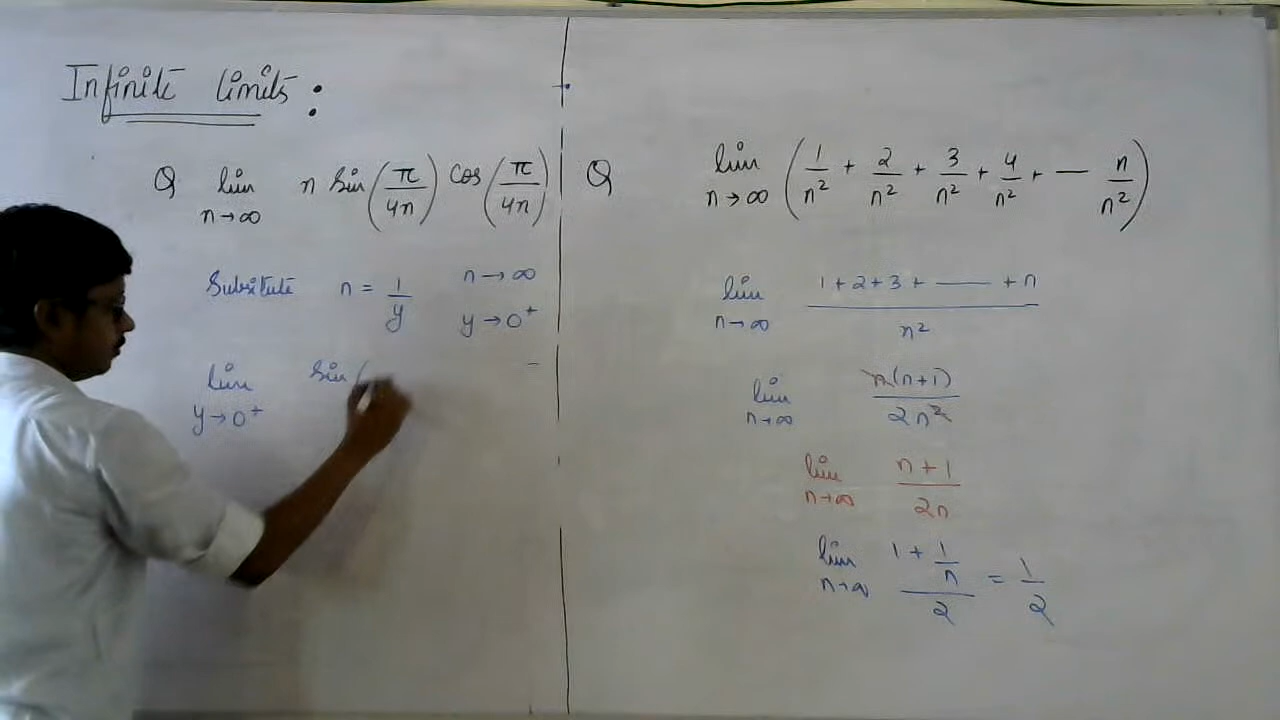 Infinite limits :
Q lim n→∞ n sin(π/4n) cos(π/4n)
Subsitute n = 1/y n→∞
y→0⁺
lim y→0⁺ sin (
Q lim n→∞ (1/n² + 2/n² + 3/n² + 4/n² + — n/n²)
lim n→∞ (1+2+3+ — +n)/n²
lim n→∞ n(n+1)/2n²
lim n→∞ (n+1)/2n
lim n→∞ (1 + 1/n)/2 = 1/2